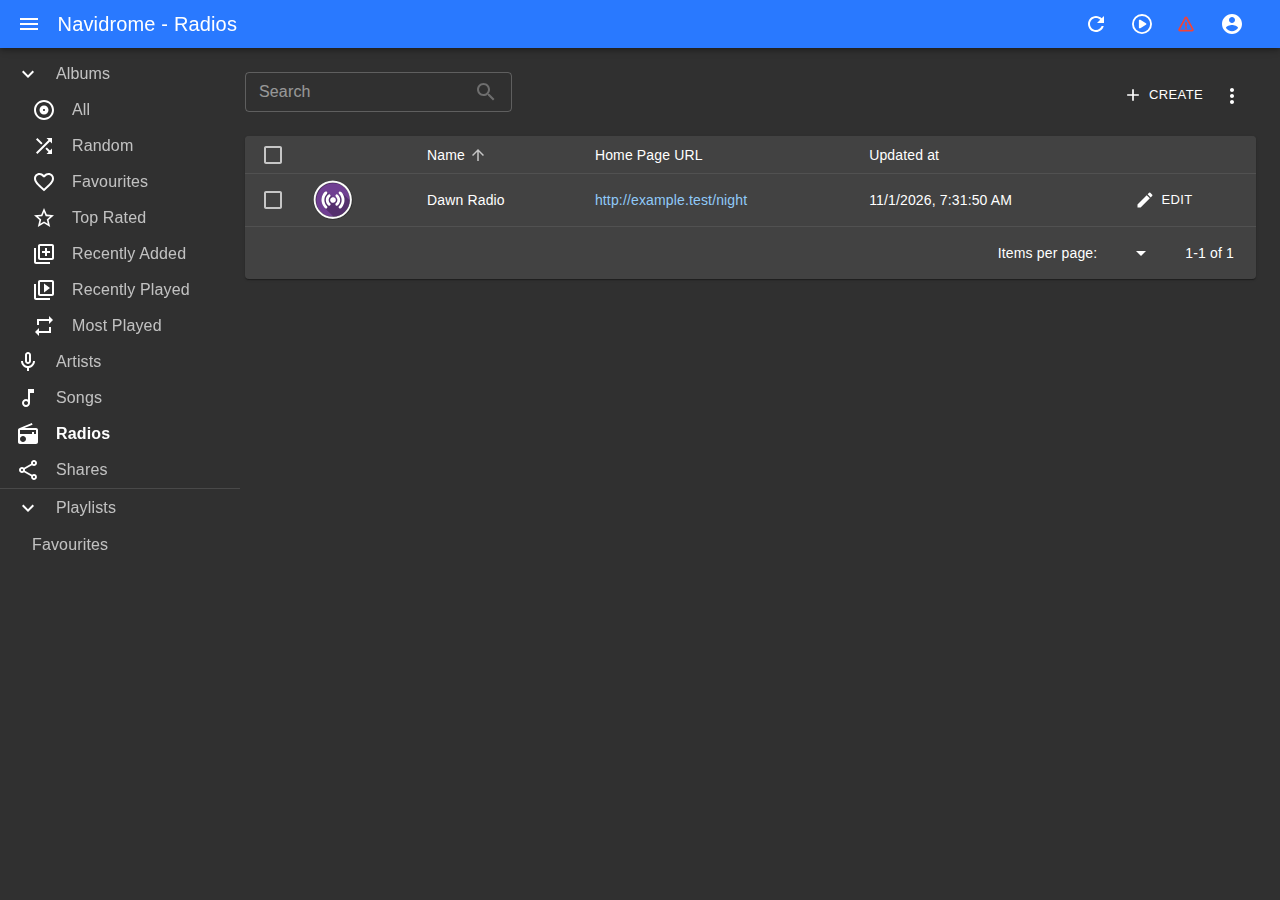 Navidrome - Radios
Albums
All
Random
Favourites
Top Rated
Recently Added
Recently Played
Most Played
Artists
Songs
Radios
Shares
Playlists
Favourites
Search
CREATE
Name Home Page URL Updated at
Dawn Radio http://example.test/night 11/1/2026, 7:31:50 AM EDIT
Items per page: 1-1 of 1